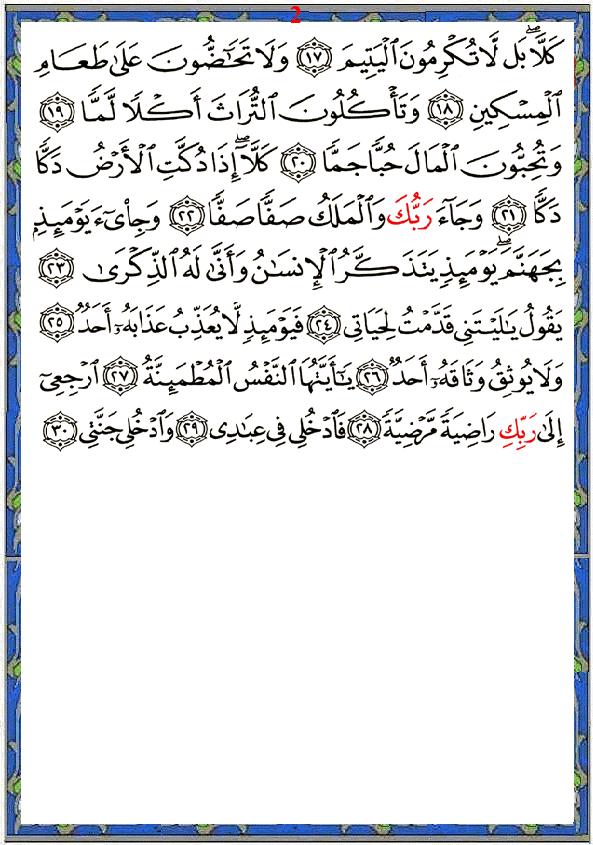 2
كَلَّا ۖ بَل لَّا تُكْرِمُونَ ٱلْيَتِيمَ ﴿١٧﴾ وَلَا تَحَـٰٓضُّونَ عَلَىٰ طَعَامِ
ٱلْمِسْكِينِ ﴿١٨﴾ وَتَأْكُلُونَ ٱلتُّرَاثَ أَكْلًا لَّمًّا ﴿١٩﴾
وَتُحِبُّونَ ٱلْمَالَ حُبًّا جَمًّا ﴿٢٠﴾ كَلَّآ ۖ إِذَا دُكَّتِ ٱلْأَرْضُ دَكًّا
دَكًّا ﴿٢١﴾ وَجَآءَ رَبُّكَ وَٱلْمَلَكُ صَفًّا صَفًّا ﴿٢٢﴾ وَجِا۟ىٓءَ يَوْمَئِذٍۭ
بِجَهَنَّمَ ۚ يَوْمَئِذٍ يَتَذَكَّرُ ٱلْإِنسَـٰنُ وَأَنَّىٰ لَهُ ٱلذِّكْرَىٰ ﴿٢٣﴾
يَقُولُ يَـٰلَيْتَنِى قَدَّمْتُ لِحَيَاتِى ﴿٢٤﴾ فَيَوْمَئِذٍ لَّا يُعَذِّبُ عَذَابَهُۥٓ أَحَدٌ ﴿٢٥﴾
وَلَا يُوثِقُ وَثَاقَهُۥٓ أَحَدٌ ﴿٢٦﴾ يَـٰٓأَيَّتُهَا ٱلنَّفْسُ ٱلْمُطْمَئِنَّةُ ﴿٢٧﴾ ٱرْجِعِىٓ
إِلَىٰ رَبِّكِ رَاضِيَةً مَّرْضِيَّةً ﴿٢٨﴾ فَٱدْخُلِى فِى عِبَـٰدِى ﴿٢٩﴾ وَٱدْخُلِى جَنَّتِى ﴿٣٠﴾